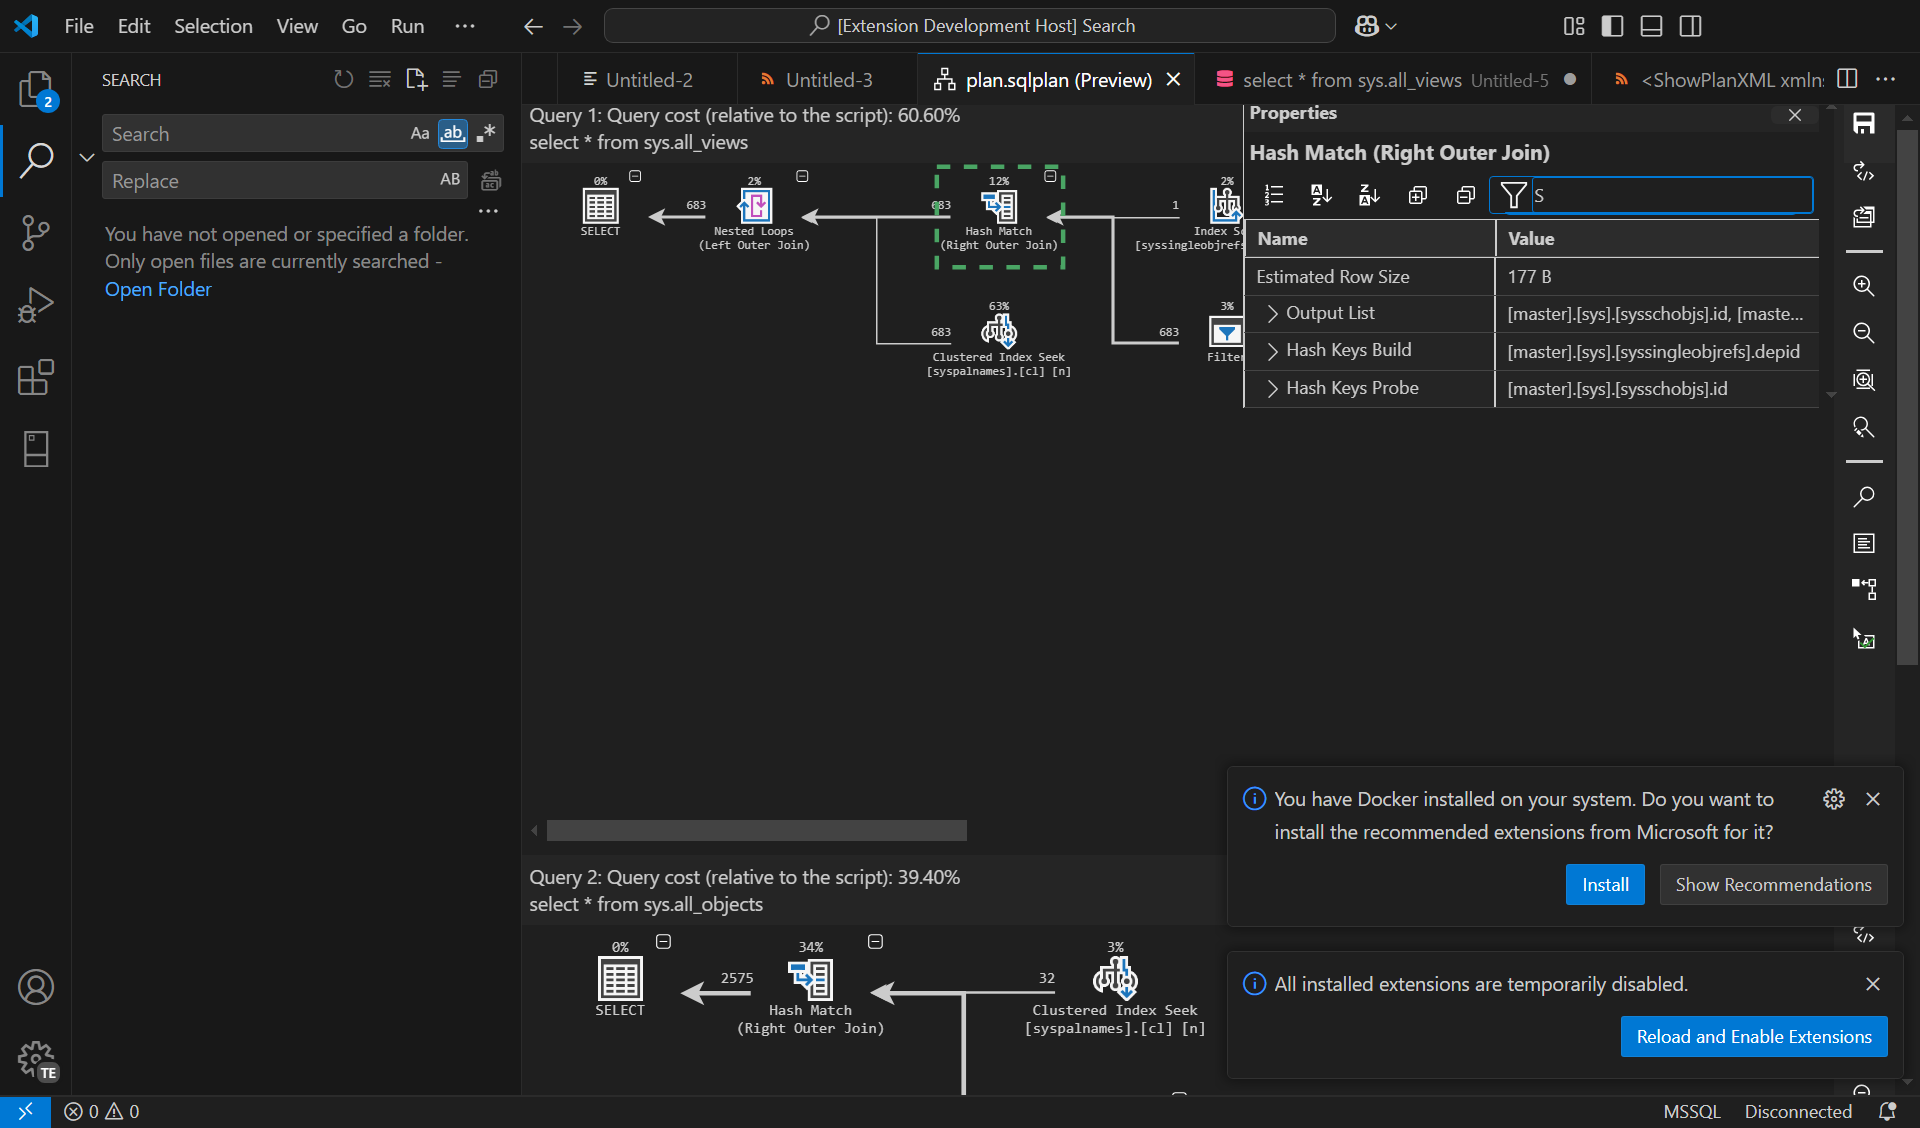 File Edit Selection View Go Run ···
[Extension Development Host] Search
SEARCH
Search Aa ab
Replace AB
You have not opened or specified a folder.
Only open files are currently searched -
Open Folder
2
TE
Untitled-2
Untitled-3
plan.sqlplan (Preview)
select * from sys.all_views Untitled-5
<ShowPlanXML xmlns
Query 1: Query cost (relative to the script): 60.60%
select * from sys.all_views
0%
SELECT
683
2%
Nested Loops
(Left Outer Join)
683
12%
Hash Match
(Right Outer Join)
1
2%
Index Se
[syssingleobjrefs
683
63%
Clustered Index Seek
[syspalnames].[cl] [n]
683
3%
Filter
Properties
Hash Match (Right Outer Join)
S
Name Value
Estimated Row Size 177 B
Output List [master].[sys].[sysschobjs].id, [maste...
Hash Keys Build [master].[sys].[syssingleobjrefs].depid
Hash Keys Probe [master].[sys].[sysschobjs].id
Query 2: Query cost (relative to the script): 39.40%
select * from sys.all_objects
0%
SELECT
2575
34%
Hash Match
(Right Outer Join)
32
3%
Clustered Index Seek
[syspalnames].[cl] [n]
You have Docker installed on your system. Do you want to
install the recommended extensions from Microsoft for it?
Install Show Recommendations
All installed extensions are temporarily disabled.
Reload and Enable Extensions
0 0
MSSQL Disconnected